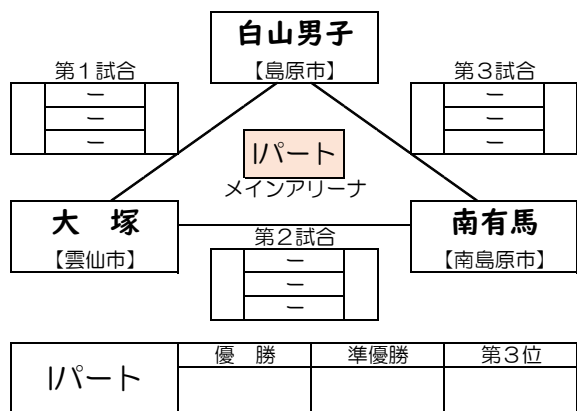 白山男子
【島原市】
第1試合
第3試合
ー
ー
ー
ー
ー
ー
Iパート
メインアリーナ
大　塚
【雲仙市】
南有馬
【南島原市】
第2試合
ー
ー
ー
Iパート
優　勝
準優勝
第3位